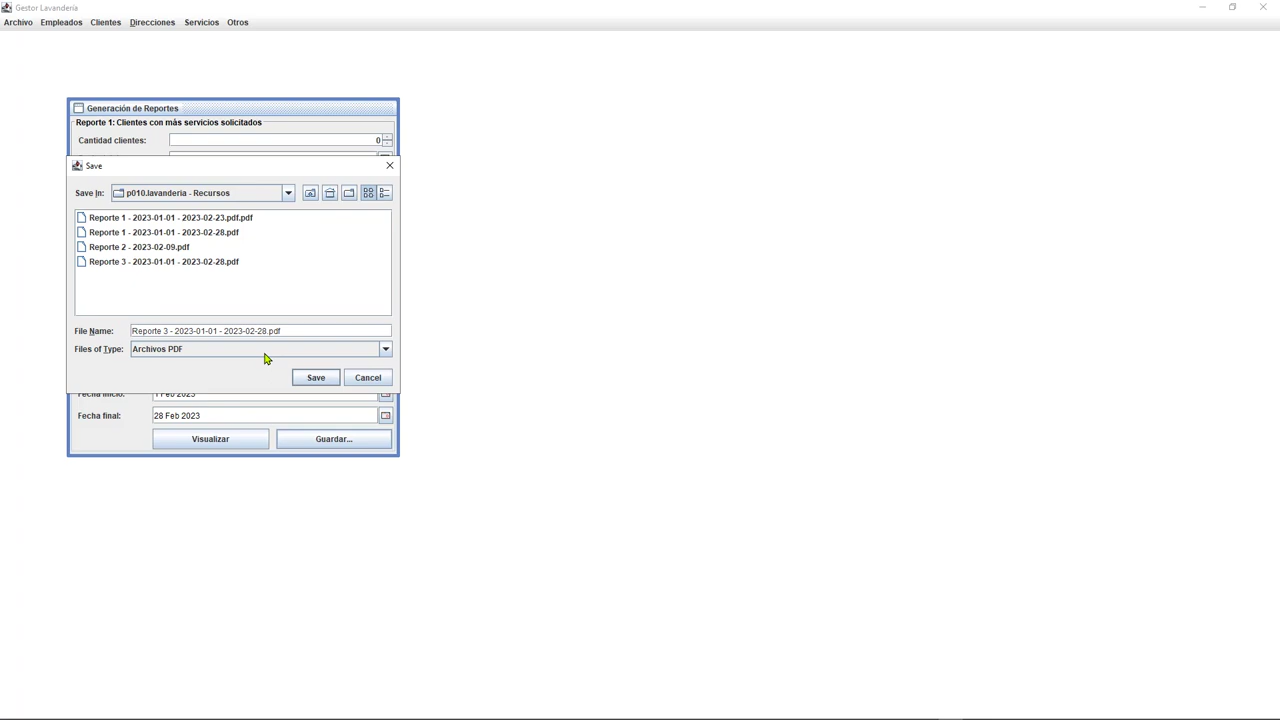 Gestor Lavandería
Archivo Empleados Clientes Direcciones Servicios Otros
Generación de Reportes
Reporte 1: Clientes con más servicios solicitados
Cantidad clientes: 0
Save
Save In: p010.lavanderia - Recursos
Reporte 1 - 2023-01-01 - 2023-02-23.pdf.pdf
Reporte 1 - 2023-01-01 - 2023-02-28.pdf
Reporte 2 - 2023-02-09.pdf
Reporte 3 - 2023-01-01 - 2023-02-28.pdf
File Name: Reporte 3 - 2023-01-01 - 2023-02-28.pdf
Files of Type: Archivos PDF
Save Cancel
Fecha inicio: 1 Feb 2023
Fecha final: 28 Feb 2023
Visualizar Guardar...